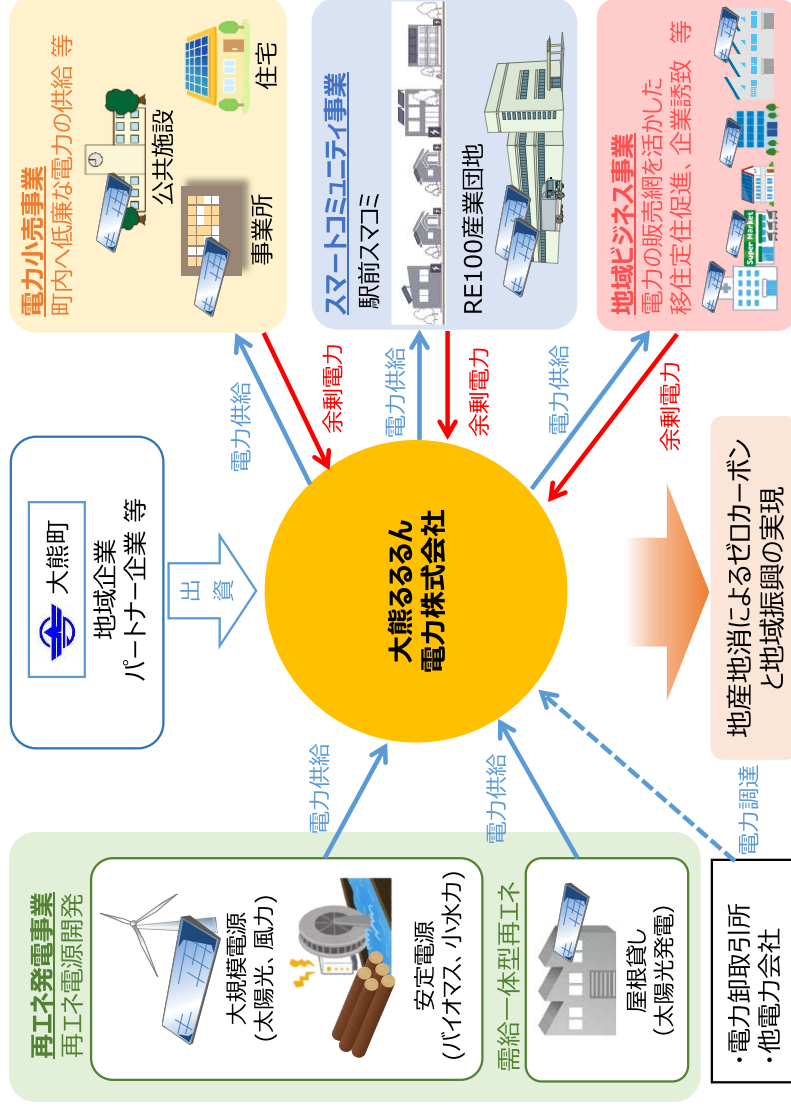 再エネ発電事業
再エネ電源開発
大規模電源
(太陽光、風力)
安定電源
(バイオマス、小水力)
需給一体型再エネ
屋根貸し
(太陽光発電)
・電力卸取引所
・他電力会社
電力供給
電力供給
電力調達
大熊町
地域企業
パートナー企業 等
出資
大熊るるるん
電力株式会社
地産地消によるゼロカーボン
と地域振興の実現
電力供給
余剰電力
電力供給
余剰電力
電力供給
余剰電力
電力小売事業
町内へ低廉な電力の供給 等
公共施設
住宅
事業所
スマートコミュニティ事業
駅前スマコミ
RE100産業団地
地域ビジネス事業
電力の販売網を活かした
移住定住促進、企業誘致 等
Super Market